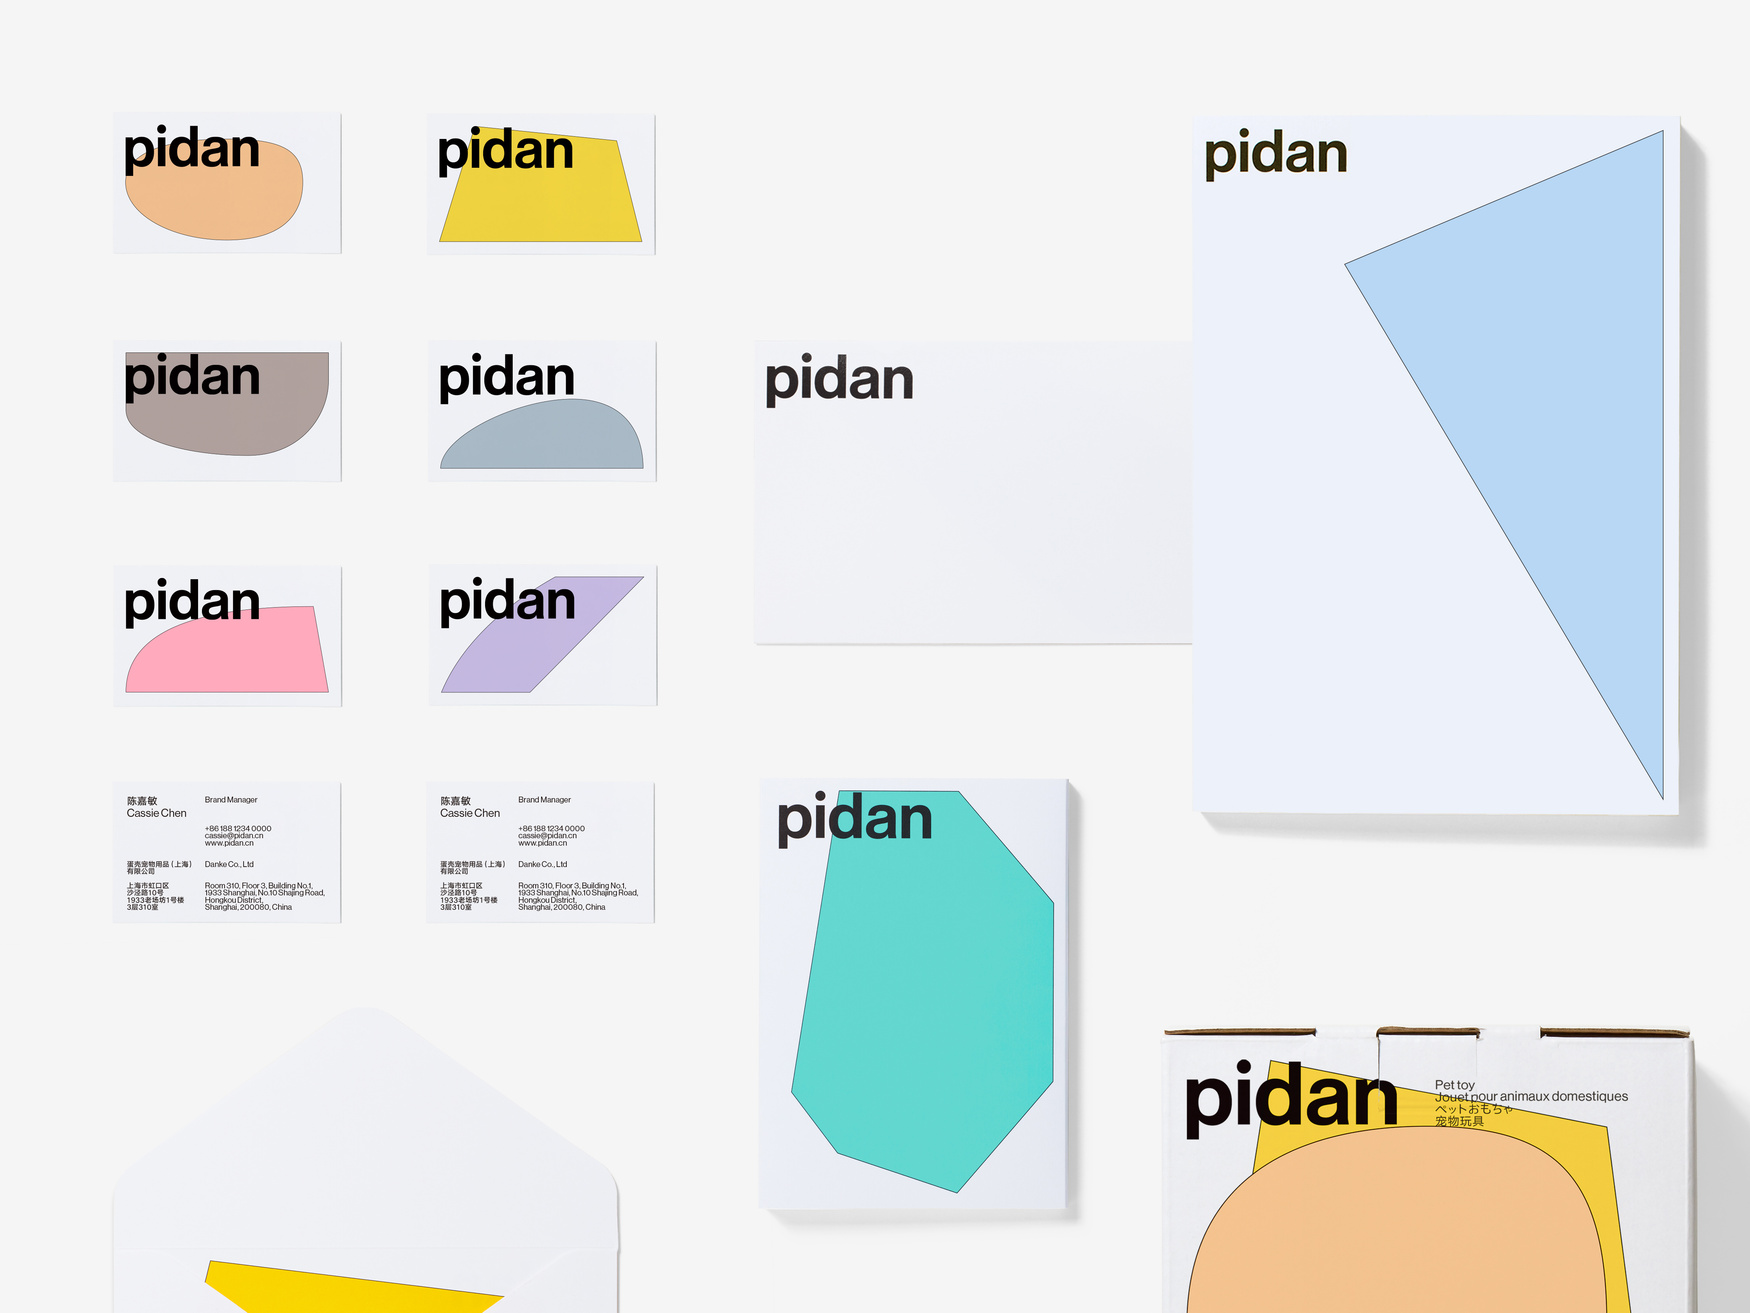 pidan
pidan
pidan
pidan
pidan
pidan
陈嘉敏
Cassie Chen
Brand Manager
+86 188 1234 0000
cassie@pidan.cn
www.pidan.cn
蛋壳宠物用品(上海)
有限公司
Danke Co., Ltd
上海市虹口区
沙泾路10号
1933老场坊1号楼
3层310室
Room 310, Floor 3, Building No.1,
1933 Shanghai, No.10 Shajing Road,
Hongkou District,
Shanghai, 200080, China
陈嘉敏
Cassie Chen
Brand Manager
+86 188 1234 0000
cassie@pidan.cn
www.pidan.cn
蛋壳宠物用品(上海)
有限公司
Danke Co., Ltd
上海市虹口区
沙泾路10号
1933老场坊1号楼
3层310室
Room 310, Floor 3, Building No.1,
1933 Shanghai, No.10 Shajing Road,
Hongkou District,
Shanghai, 200080, China
pidan
pidan
pidan
pidan
Pet toy
Jouet pour animaux domestiques
ペットおもちゃ
宠物玩具